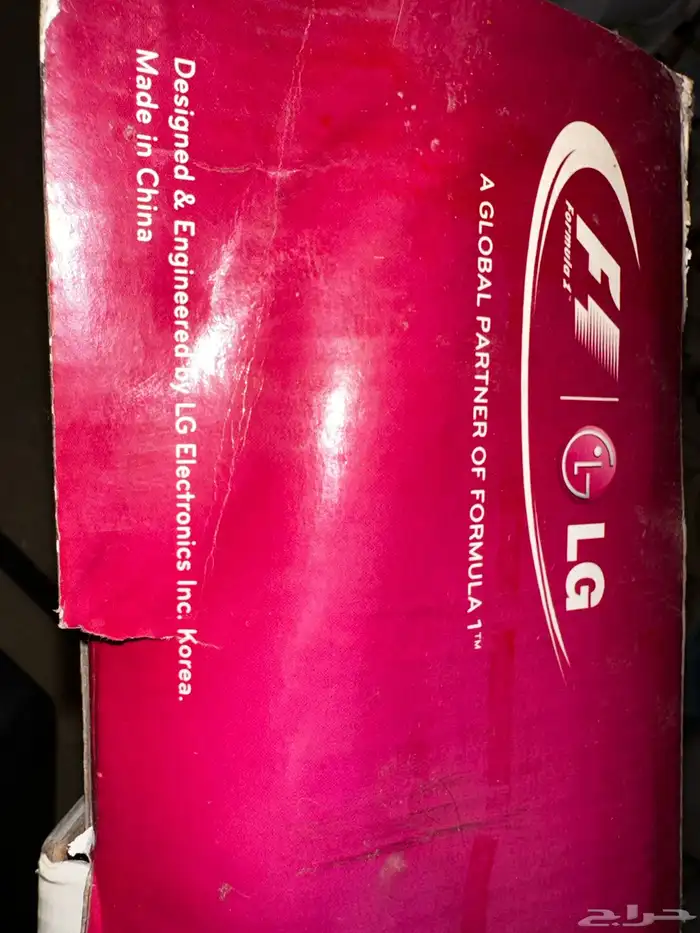 F1 | LG
Formula 1™
A GLOBAL PARTNER OF FORMULA 1™
Designed & Engineered by LG Electronics Inc. Korea.
Made in China
حراج